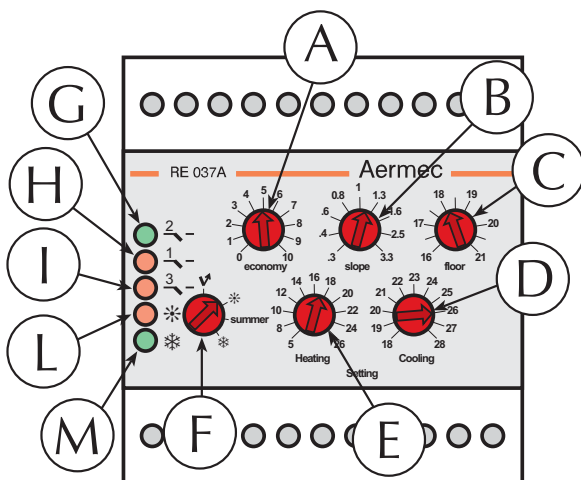 A
B
C
D
E
F
G
H
I
L
M
RE 037A
Aermec
0 1 2 3 4 5 6 7 8 9 10
economy
.3 .4 .6 0.8 1 1.3 1.6 2.5 3.3
slope
16 17 18 19 20 21
floor
2
1
3
summer
5 8 10 12 14 16 18 20 22 24 26
Heating
18 19 20 21 22 23 24 25 26 27 28
Cooling
Setting